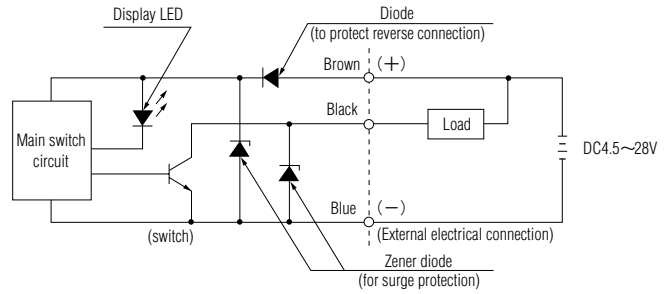 Display LED
Diode
(to protect reverse connection)
Brown (+)
Black
Load
Main switch
circuit
DC4.5～28V
Blue (−)
(switch)
(External electrical connection)
Zener diode
(for surge protection)